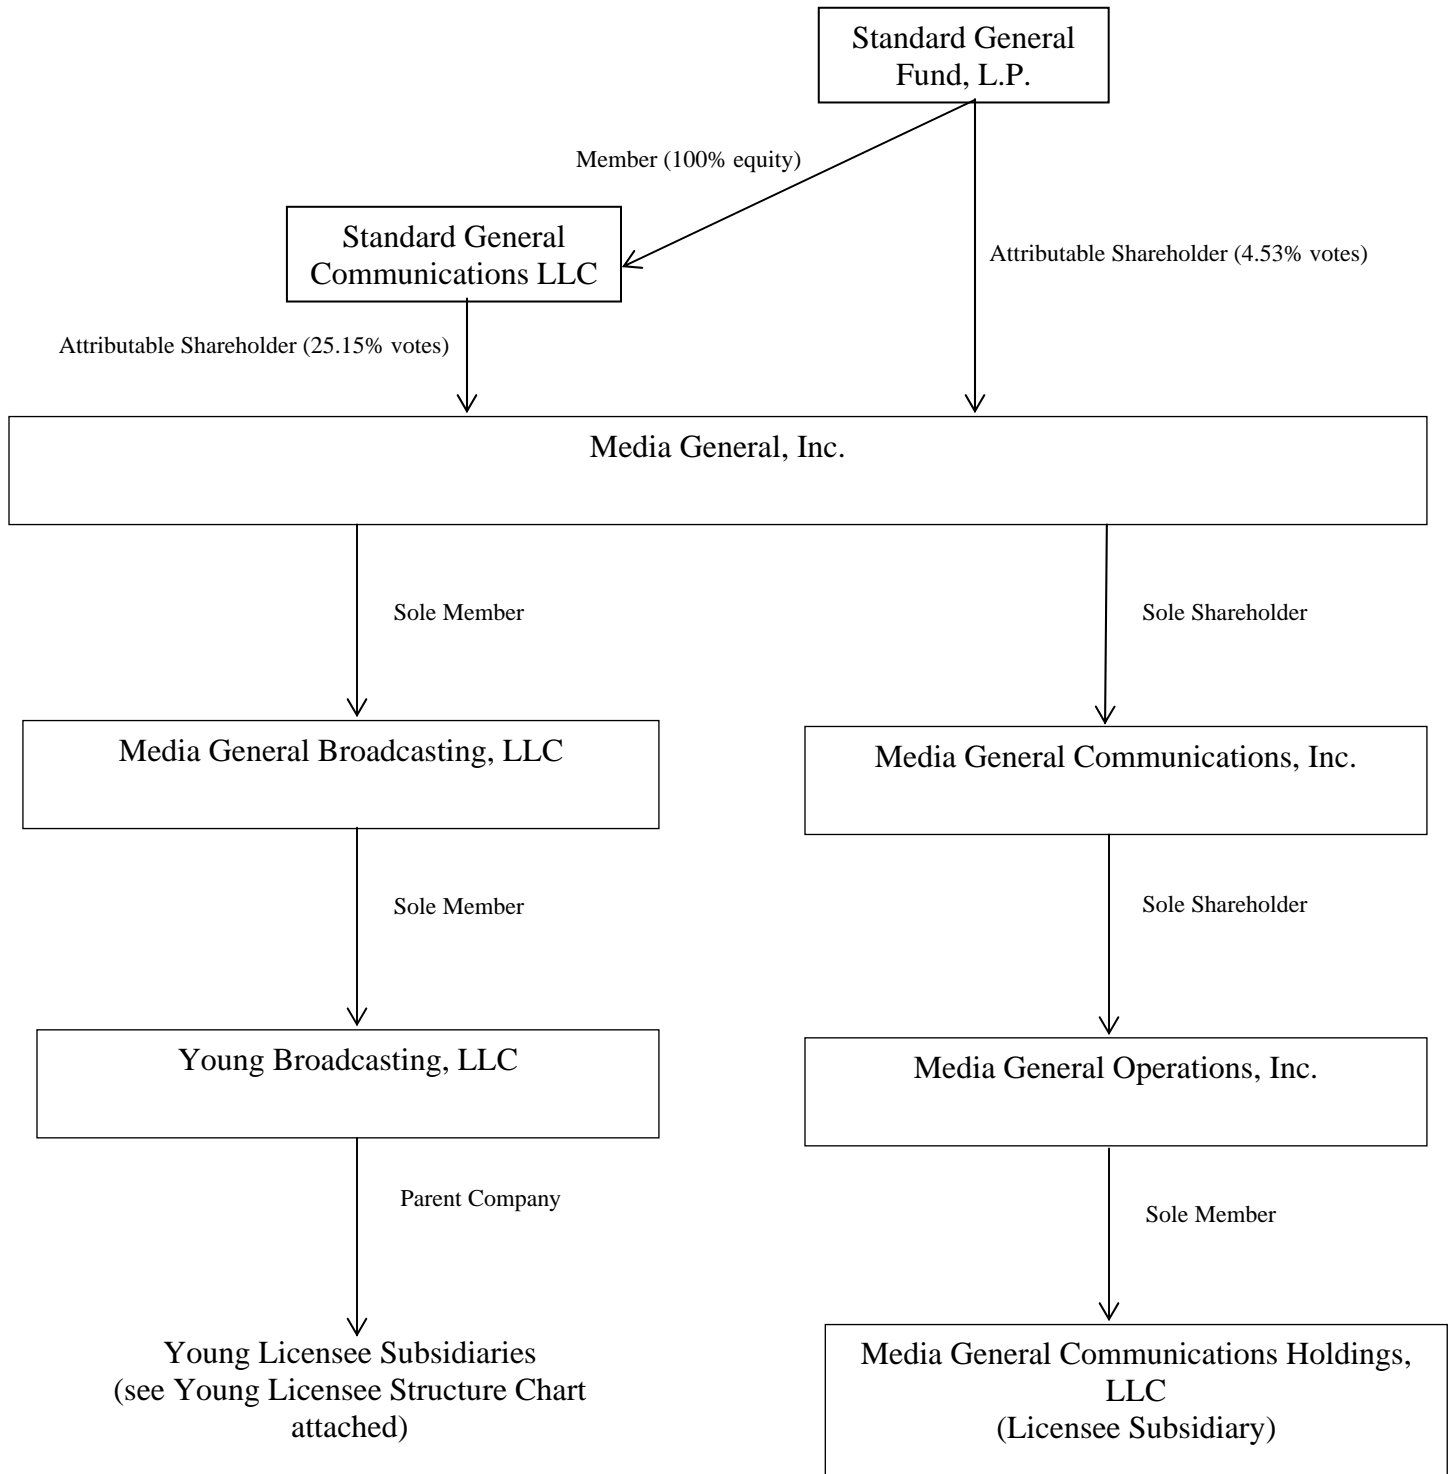 Standard General
Fund, L.P.
Member (100% equity)
Standard General
Communications LLC
Attributable Shareholder (4.53% votes)
Attributable Shareholder (25.15% votes)
Media General, Inc.
Sole Member
Sole Shareholder
Media General Broadcasting, LLC
Media General Communications, Inc.
Sole Member
Sole Shareholder
Young Broadcasting, LLC
Media General Operations, Inc.
Parent Company
Sole Member
Young Licensee Subsidiaries
(see Young Licensee Structure Chart
attached)
Media General Communications Holdings,
LLC
(Licensee Subsidiary)